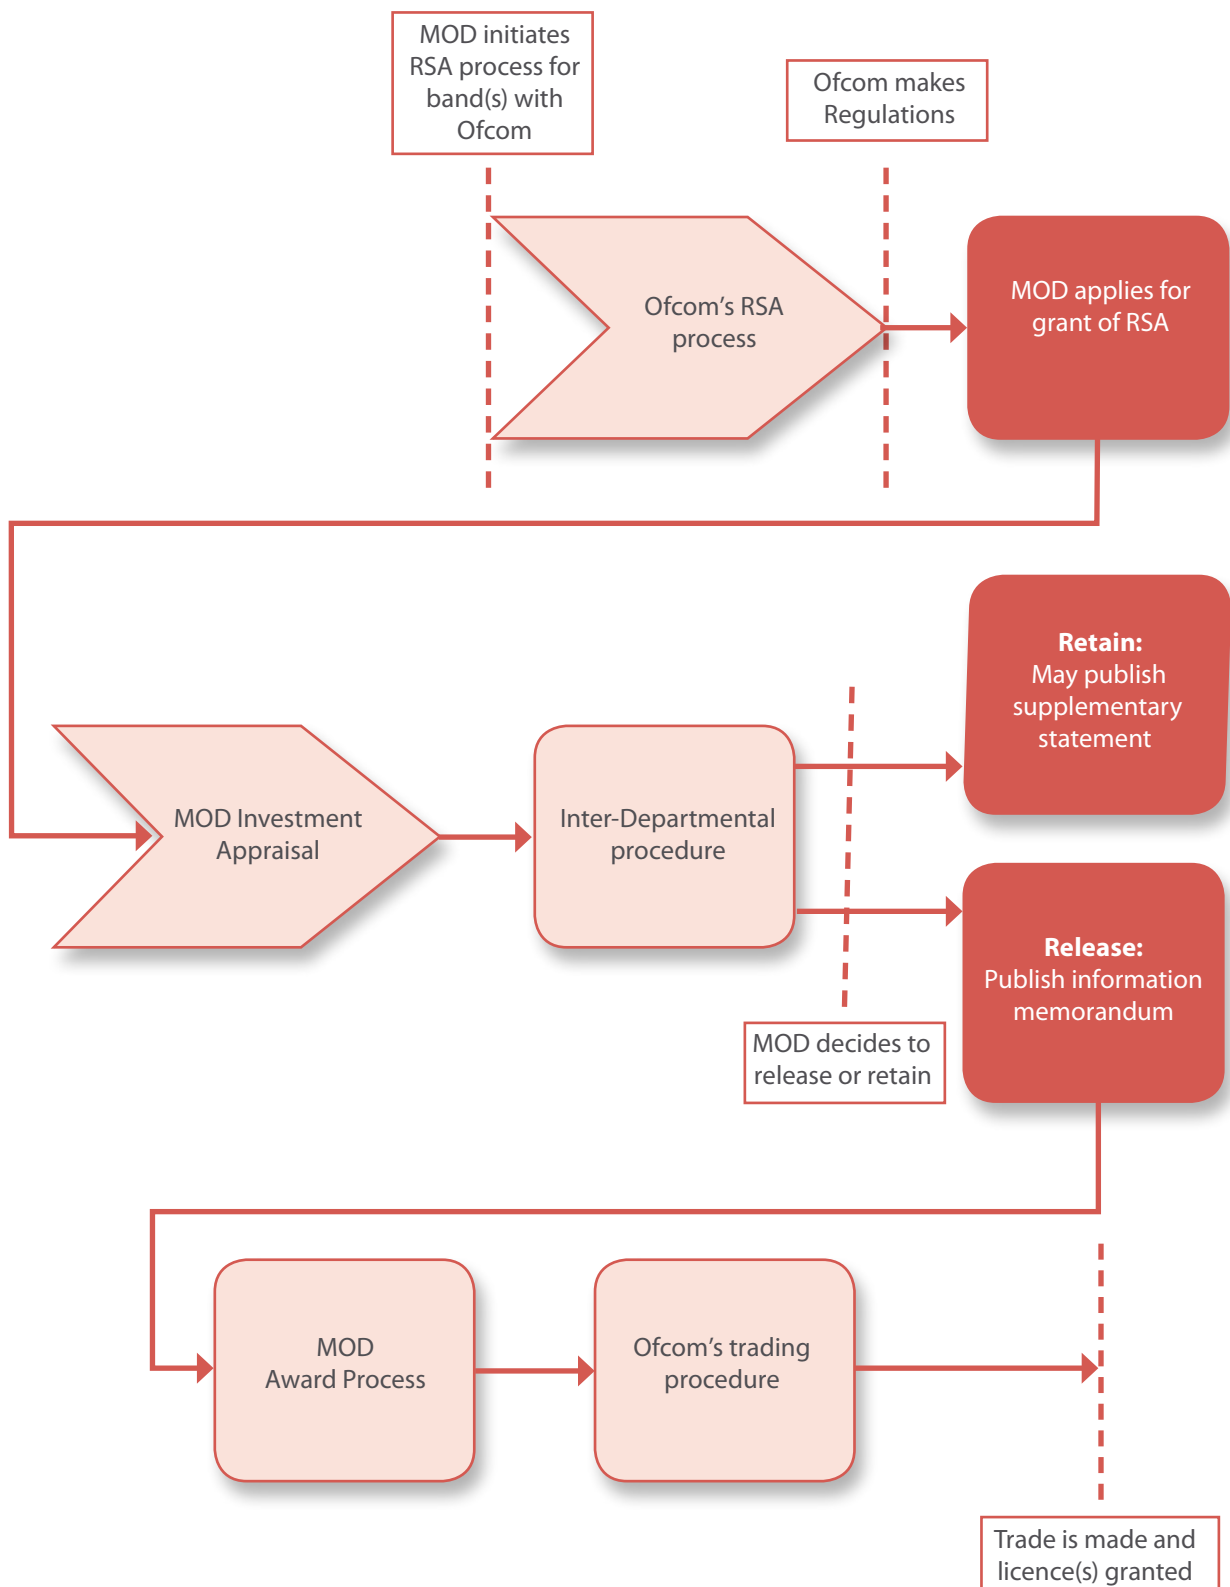 MOD initiates
RSA process for
band(s) with
Ofcom
Ofcom makes
Regulations
Ofcom’s RSA
process
MOD applies for
grant of RSA
Retain:
May publish
supplementary
statement
MOD Investment
Appraisal
Inter-Departmental
procedure
Release:
Publish information
memorandum
MOD decides to
release or retain
MOD
Award Process
Ofcom’s trading
procedure
Trade is made and
licence(s) granted